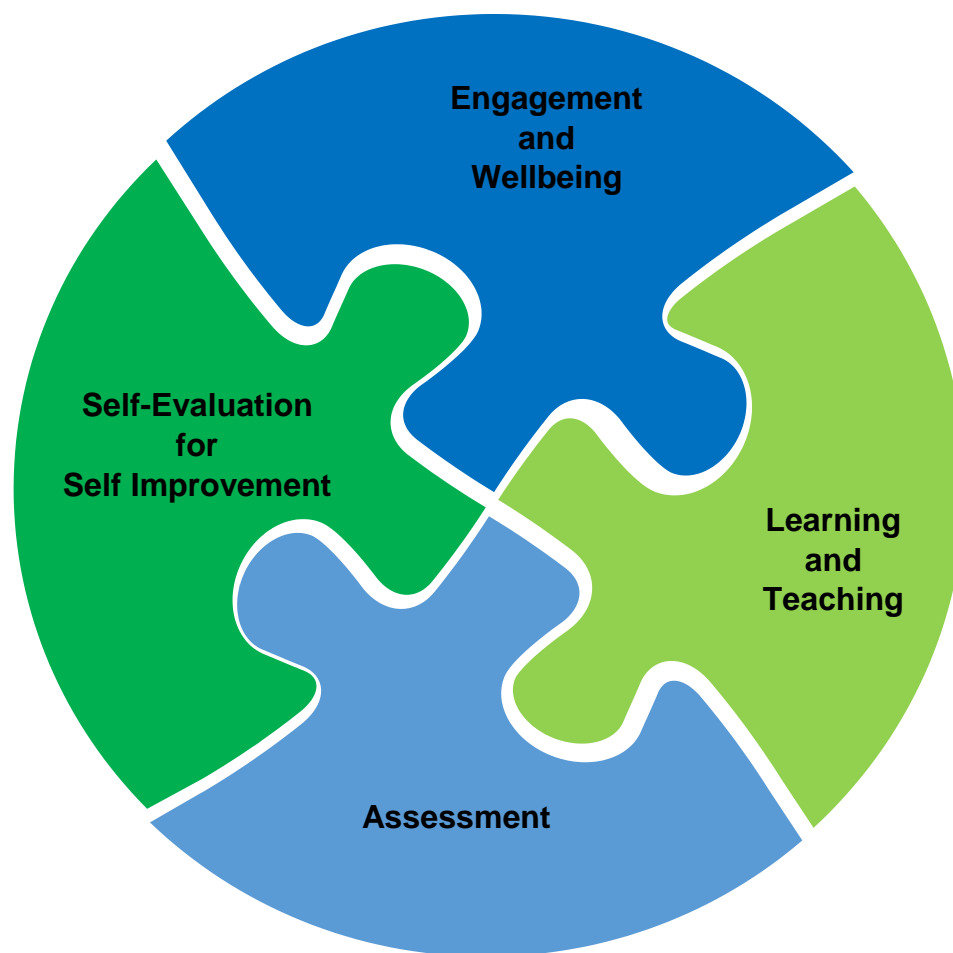 Engagement
and
Wellbeing
Self-Evaluation
for
Self Improvement
Learning
and
Teaching
Assessment